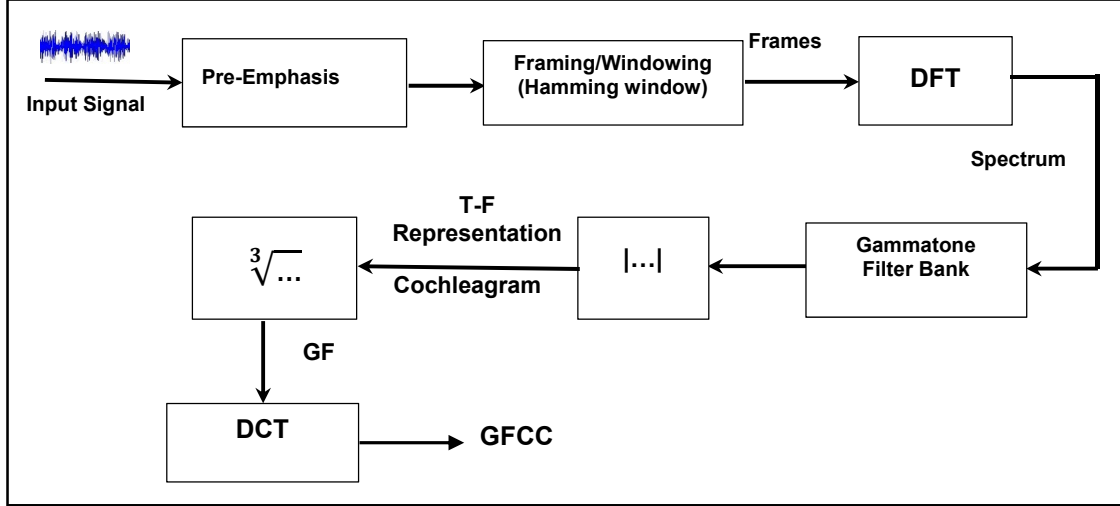 Input Signal
Pre-Emphasis
Framing/Windowing
(Hamming window)
Frames
DFT
Spectrum
Gammatone
Filter Bank
|...|
T-F
Representation
Cochleagram
∛...
GF
DCT
GFCC